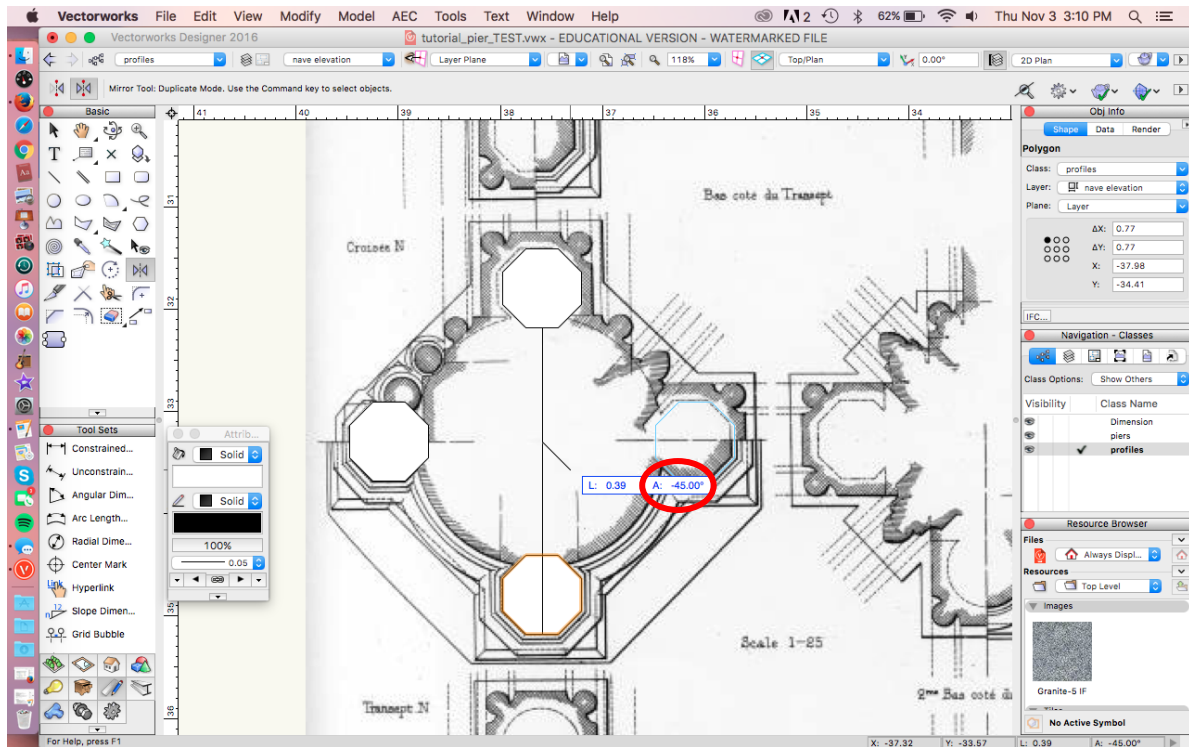 Vectorworks File Edit View Modify Model AEC Tools Text Window Help 2 62% Thu Nov 3 3:10 PM
Vectorworks Designer 2016 tutorial_pier_TEST.vwx - EDUCATIONAL VERSION - WATERMARKED FILE
profiles nave elevation Layer Plane 118% Top/Plan 0.00° 2D Plan
Mirror Tool: Duplicate Mode. Use the Command key to select objects.
Basic
41 40 39 38 37 36 35 34
31
32
33
35
36
Bas coté du Transept
Croisée N
L: 0.39 A: -45.00°
Scale 1-25
Transept N
2me Bas coté
Tool Sets
Constrained...
Unconstrain...
Angular Dim...
Arc Length...
Radial Dime...
Center Mark
Link
Hyperlink
12
n
Slope Dimen...
Grid Bubble
Attrib...
Solid
Solid
100%
0.05
Obj Info
Shape Data Render
Polygon
Class: profiles
Layer: nave elevation
Plane: Layer
ΔX: 0.77
ΔY: 0.77
X: -37.98
Y: -34.41
IFC...
Navigation - Classes
Class Options: Show Others
Visibility Class Name
Dimension
piers
profiles
Resource Browser
Files
Always Displ...
Resources
Top Level
Images
Granite-5 IF
No Active Symbol
For Help, press F1
X: -37.32 Y: -33.57 L: 0.39 A: -45.00°